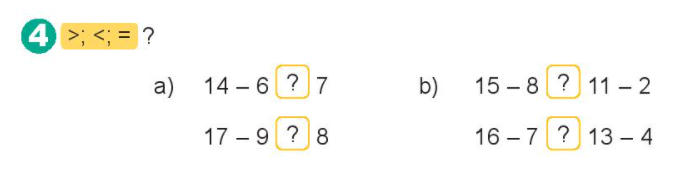 4 >; <; = ?
a) 14 – 6 ? 7 b) 15 – 8 ? 11 – 2
17 – 9 ? 8 16 – 7 ? 13 – 4